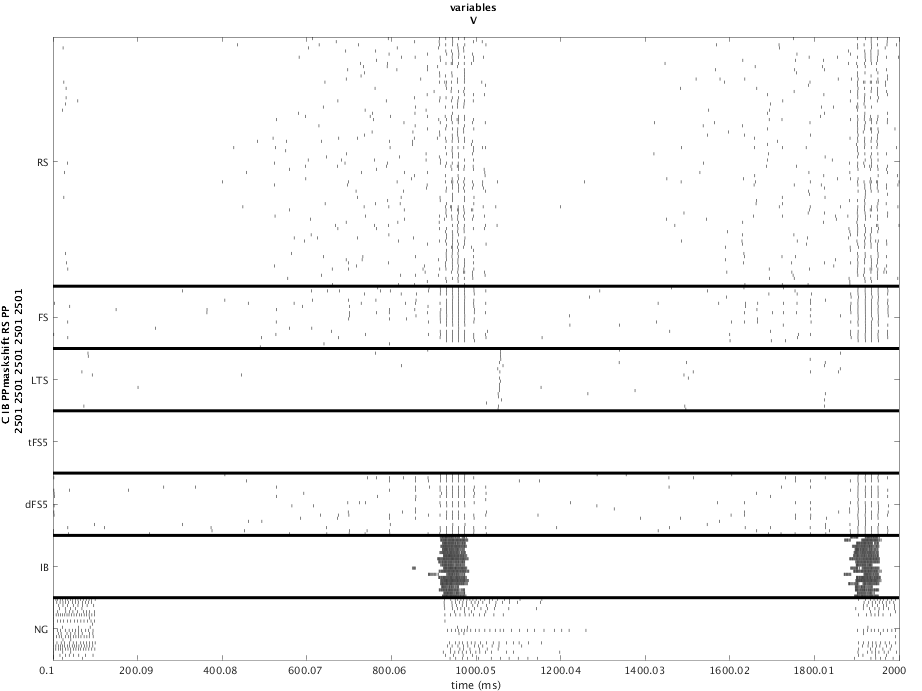 variables
V
C IB PPmaskshift RS PP
2501 2501 2501 2501 2501
RS
FS
LTS
tFS5
dFS5
IB
NG
0.1 200.09 400.08 600.07 800.06 1000.05 1200.04 1400.03 1600.02 1800.01 2000
time (ms)